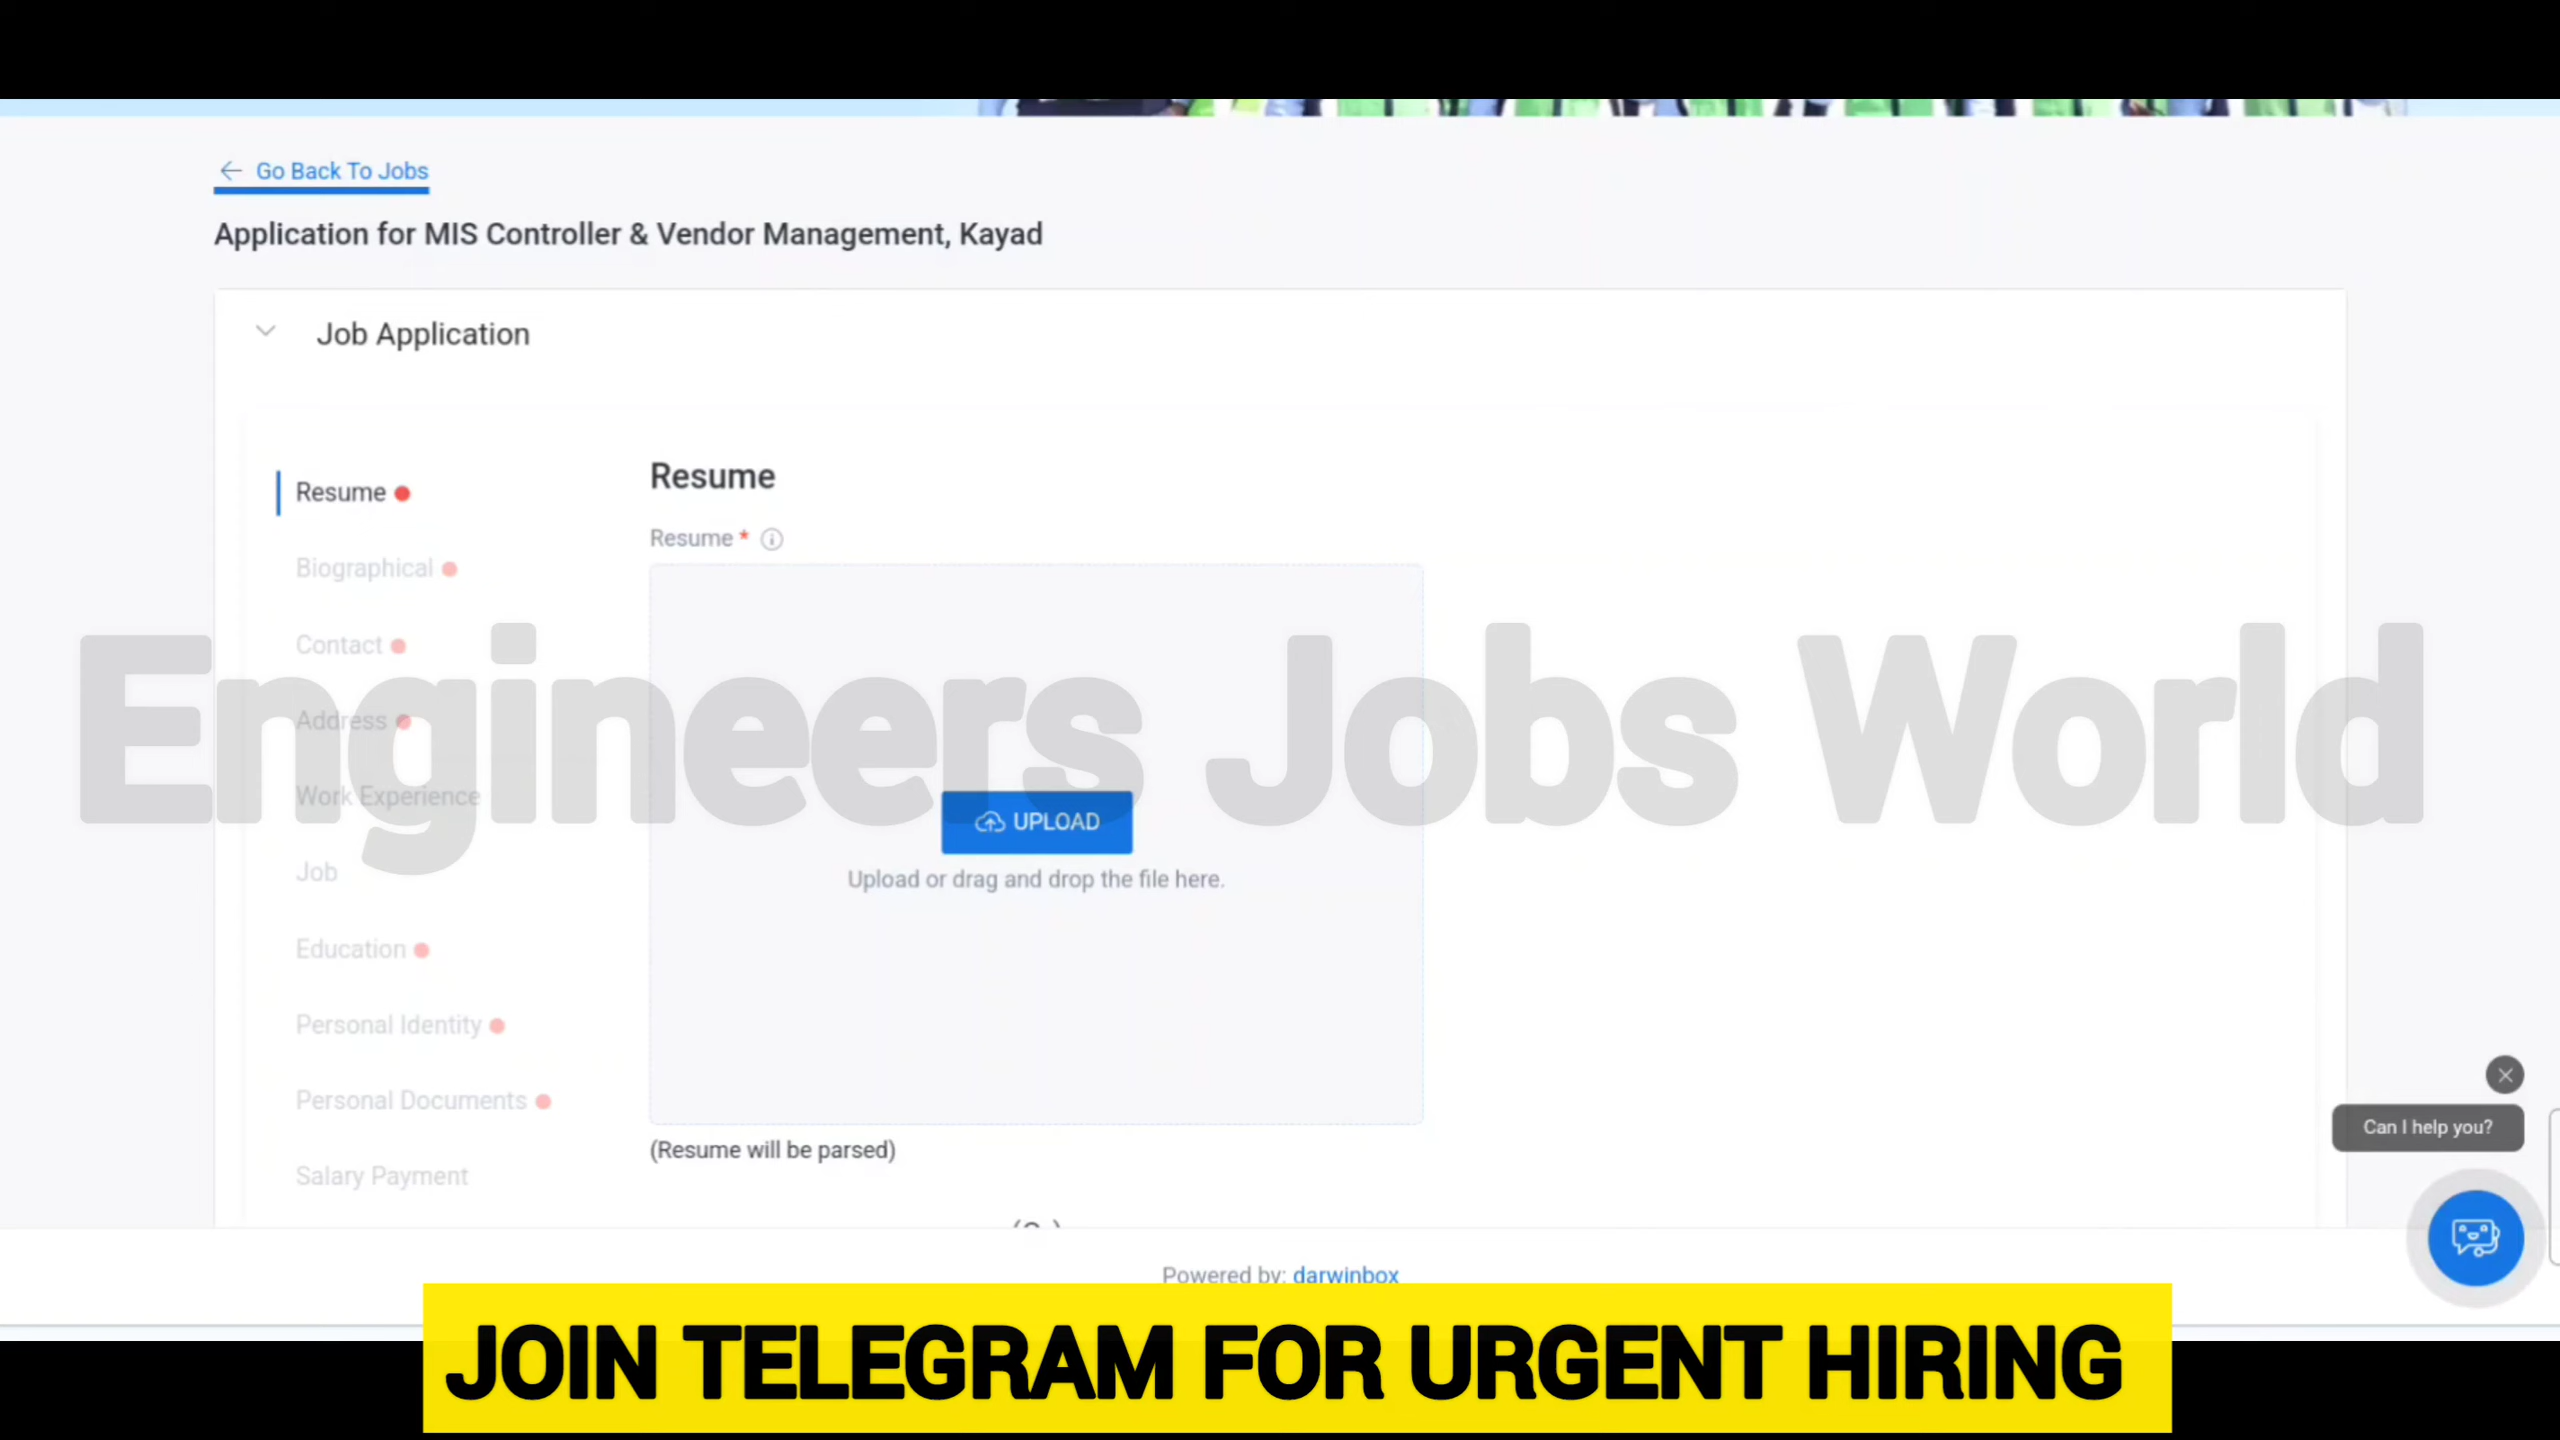 Go Back To Jobs
Application for MIS Controller & Vendor Management, Kayad
Job Application
Resume
Biographical
Contact
Address
Work Experience
Job
Education
Personal Identity
Personal Documents
Salary Payment
Resume
Resume *
UPLOAD
Upload or drag and drop the file here.
(Resume will be parsed)
Engineers Jobs World
Can I help you?
Powered by: darwinbox
JOIN TELEGRAM FOR URGENT HIRING